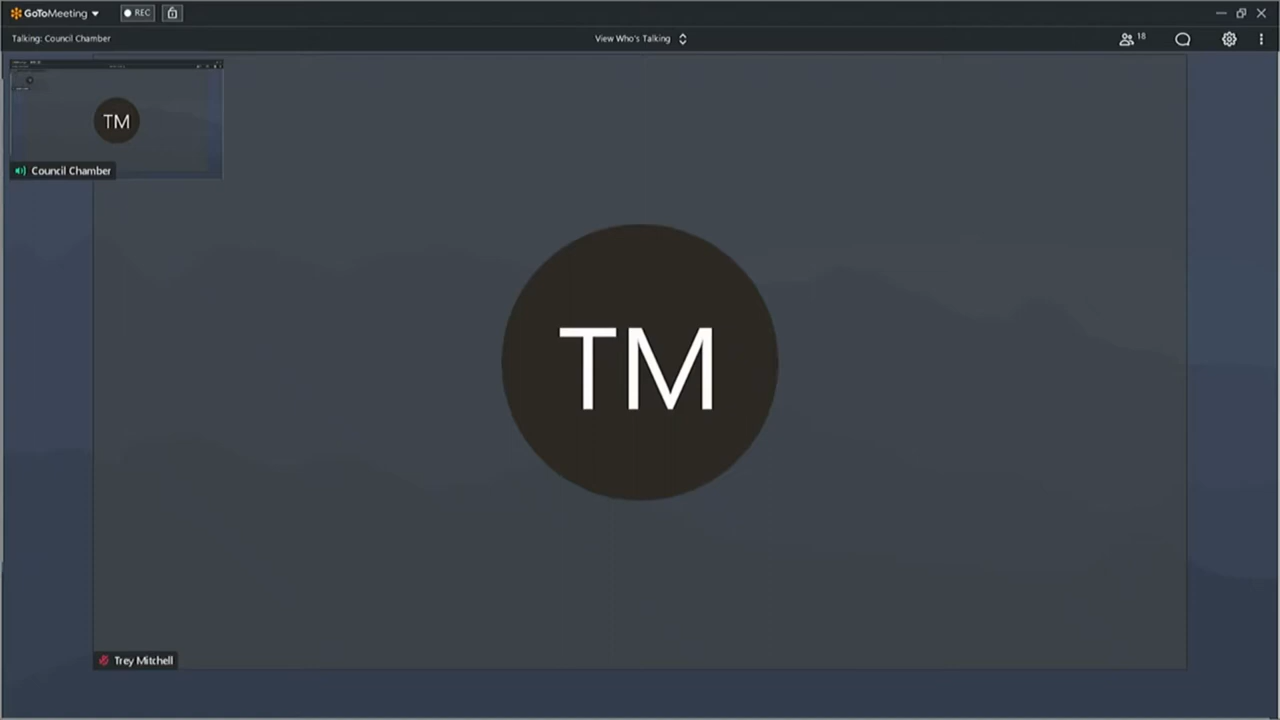 GoToMeeting
REC
Talking: Council Chamber
View Who's Talking
18
TM
Council Chamber
TM
Trey Mitchell